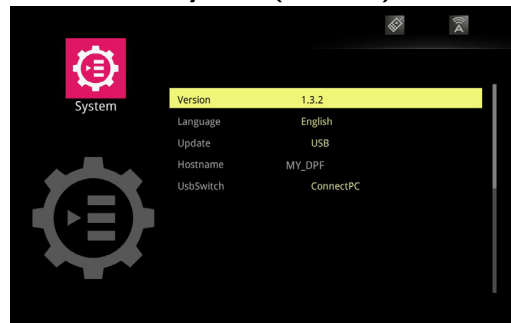 System
Version 1.3.2
Language English
Update USB
Hostname MY_DPF
UsbSwitch ConnectPC